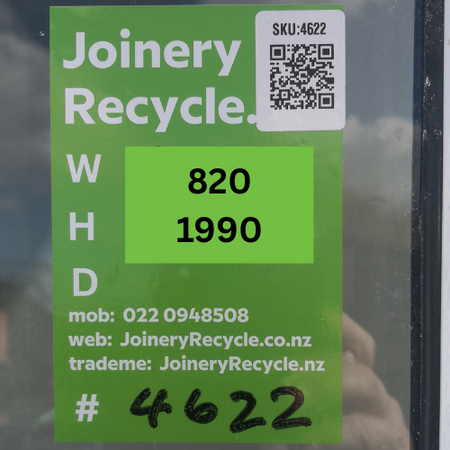 Joinery
Recycle.
SKU:4622
W 820
H 1990
D
mob: 022 0948508
web: JoineryRecycle.co.nz
trademe: JoineryRecycle.nz
# 4622